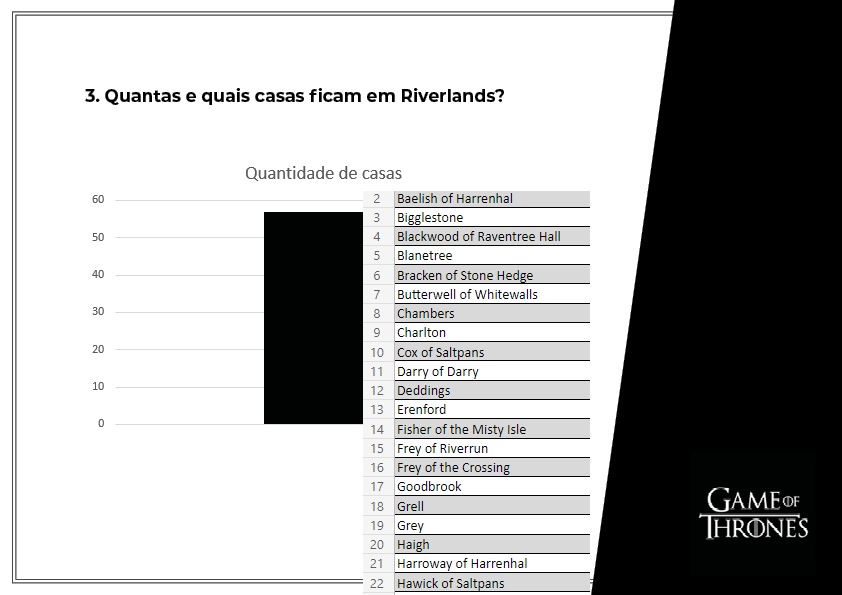 3. Quantas e quais casas ficam em Riverlands?
Quantidade de casas
60
50
40
30
20
10
0
2 Baelish of Harrenhal
3 Bigglestone
4 Blackwood of Raventree Hall
5 Blanetree
6 Bracken of Stone Hedge
7 Butterwell of Whitewalls
8 Chambers
9 Charlton
10 Cox of Saltpans
11 Darry of Darry
12 Deddings
13 Erenford
14 Fisher of the Misty Isle
15 Frey of Riverrun
16 Frey of the Crossing
17 Goodbrook
18 Grell
19 Grey
20 Haigh
21 Harroway of Harrenhal
22 Hawick of Saltpans
GAME OF
THRONES